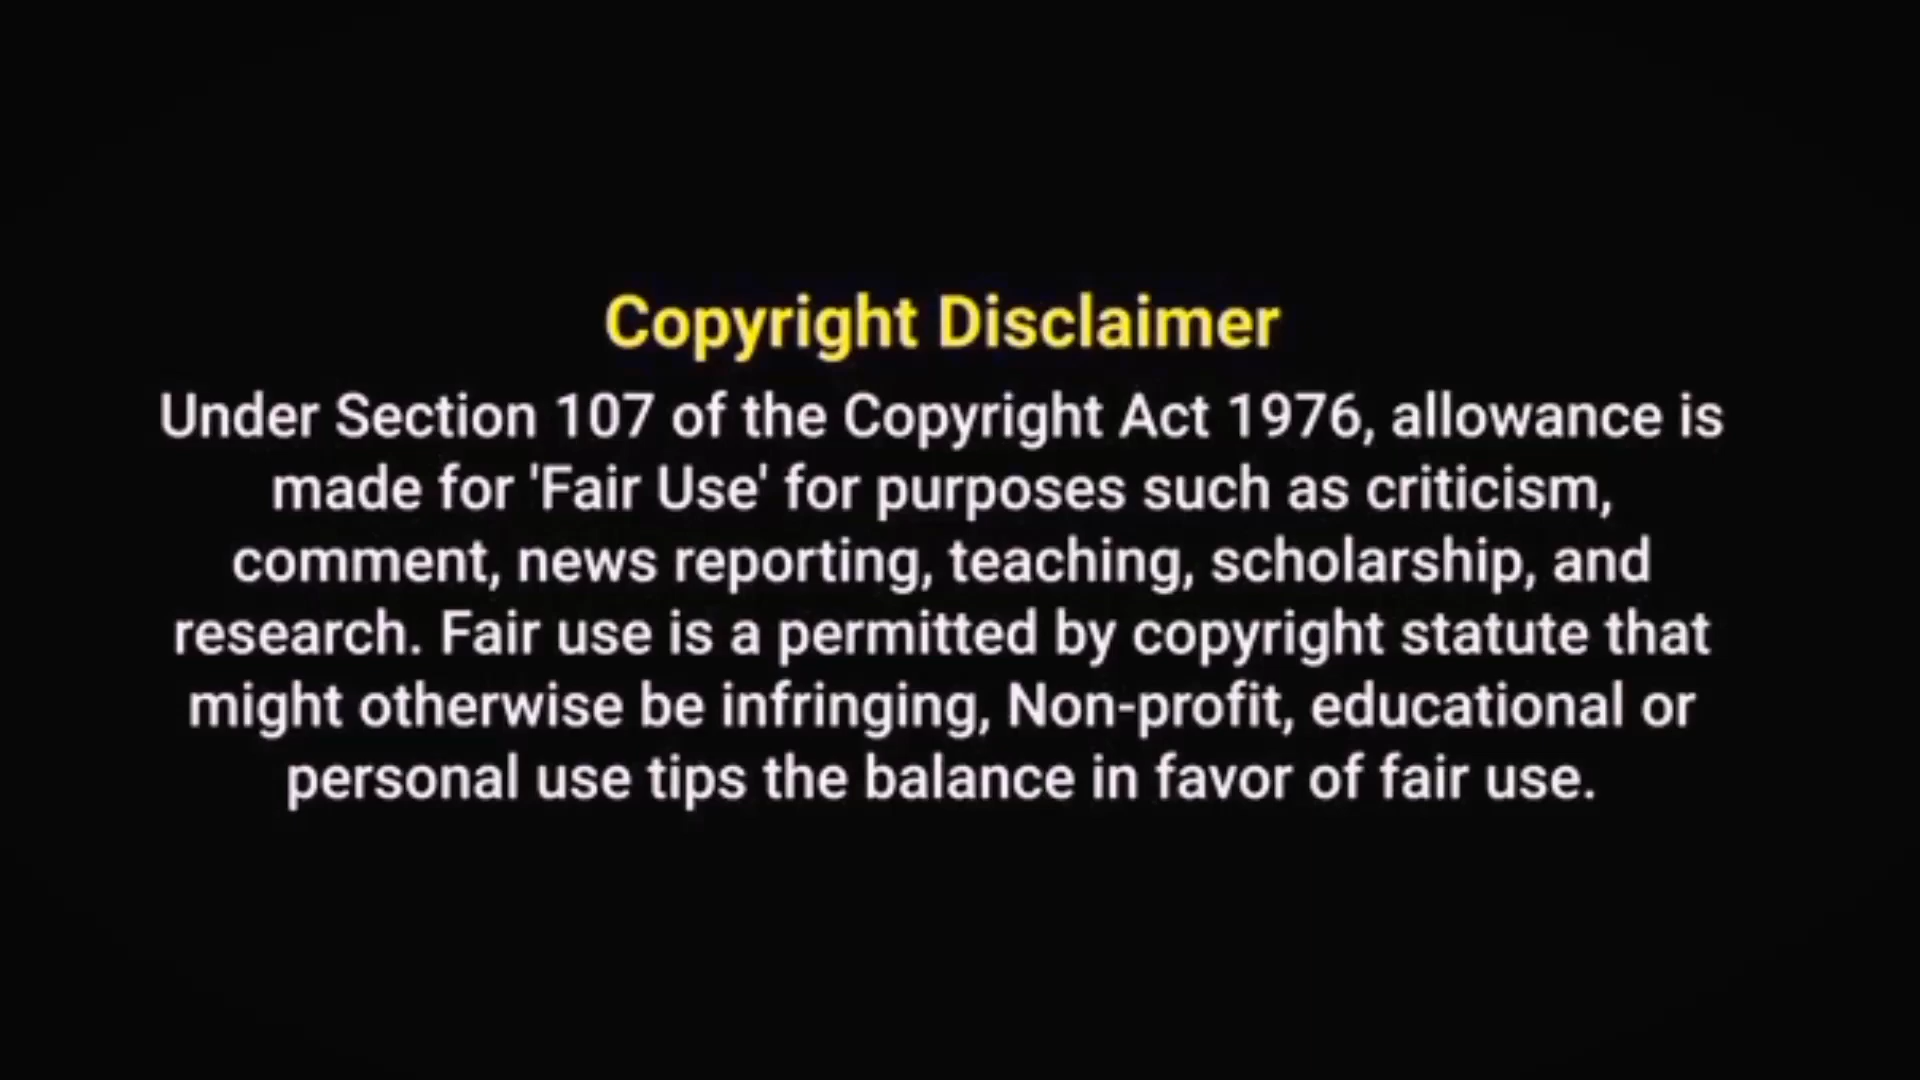 Copyright Disclaimer
Under Section 107 of the Copyright Act 1976, allowance is
made for 'Fair Use' for purposes such as criticism,
comment, news reporting, teaching, scholarship, and
research. Fair use is a permitted by copyright statute that
might otherwise be infringing, Non-profit, educational or
personal use tips the balance in favor of fair use.